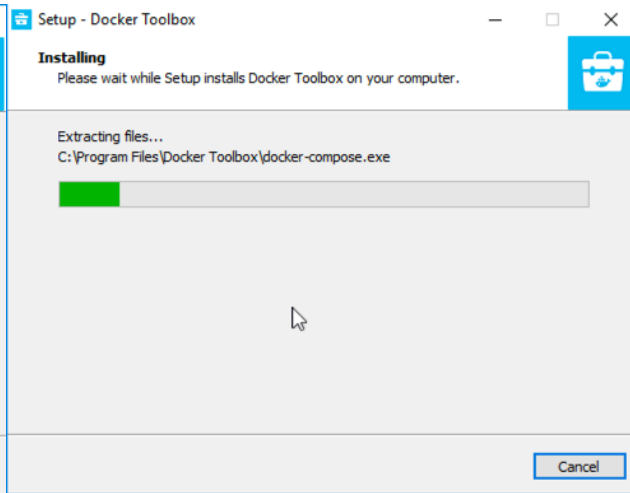 Setup - Docker Toolbox
Installing
Please wait while Setup installs Docker Toolbox on your computer.
Extracting files...
C:\Program Files\Docker Toolbox\docker-compose.exe
Cancel